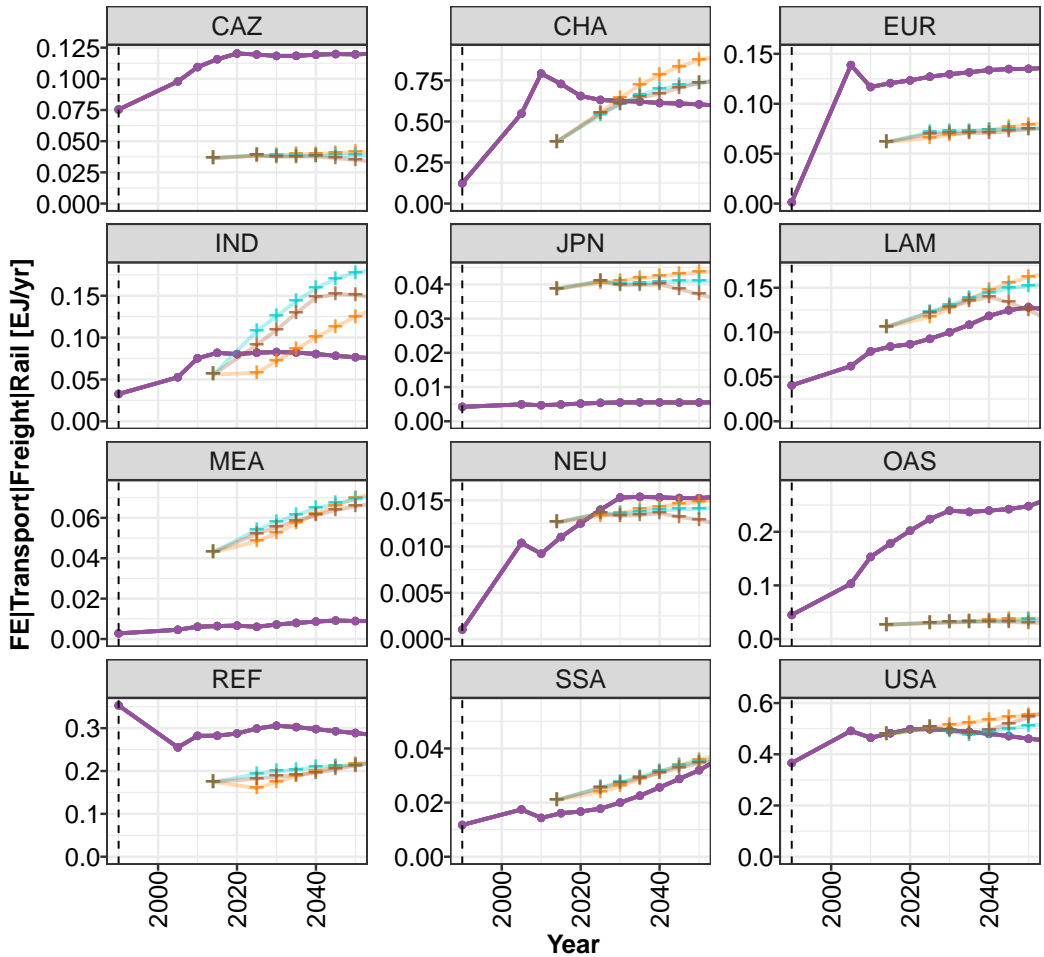 CAZ CHA EUR
0.125 0.100 0.075 0.050 0.025 0.000
0.75 0.50 0.25 0.00
0.15 0.10 0.05 0.00
IND JPN LAM
0.15 0.10 0.05 0.00
0.04 0.03 0.02 0.01 0.00
0.15 0.10 0.05 0.00
MEA NEU OAS
0.06 0.04 0.02 0.00
0.015 0.010 0.005 0.000
0.2 0.1 0.0
REF SSA USA
0.3 0.2 0.1 0.0
0.04 0.02 0.00
0.6 0.4 0.2 0.0
2000 2020 2040
2000 2020 2040
2000 2020 2040
Year
FE|Transport|Freight|Rail [EJ/yr]